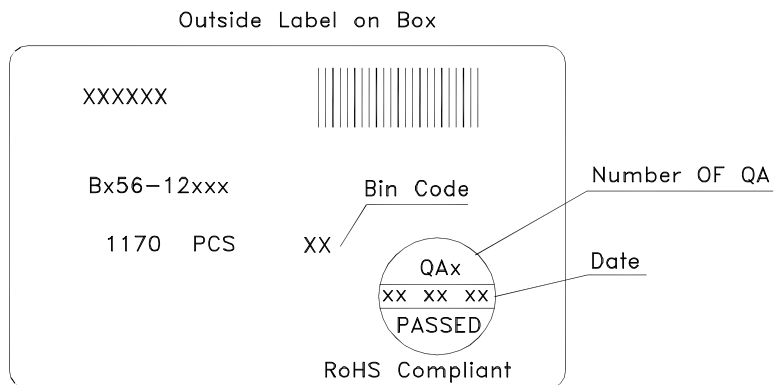 Outside Label on Box
XXXXXX
Bx56-12xxx
Bin Code
Number OF QA
1170 PCS
XX
QAx
Date
xx xx xx
PASSED
RoHS Compliant